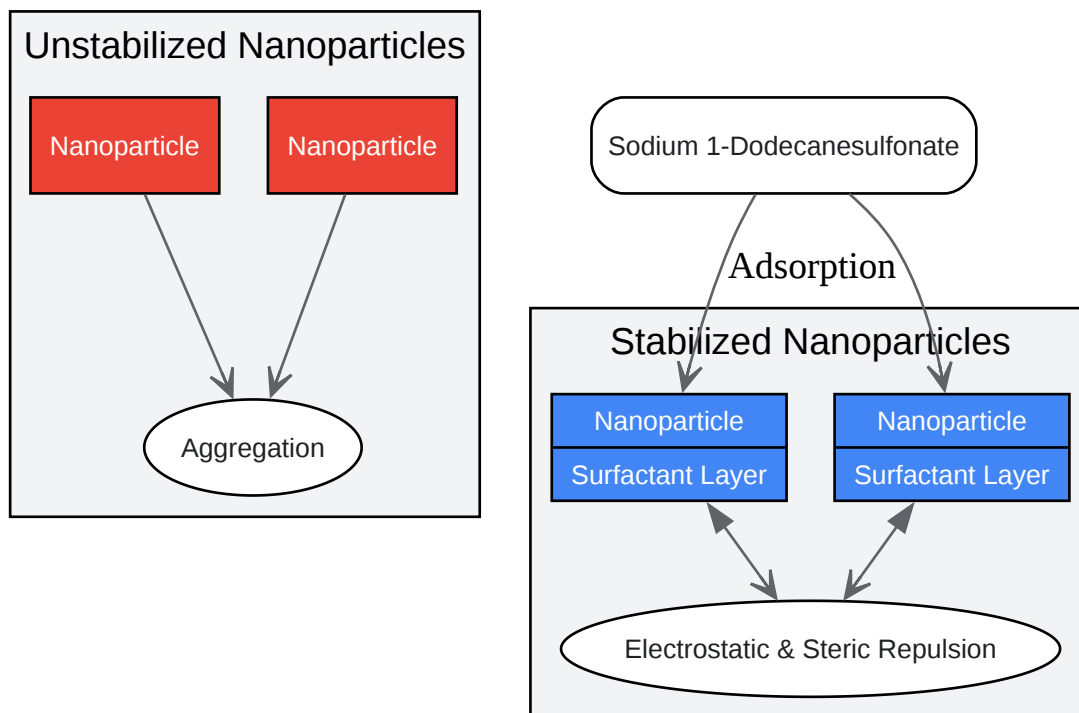 Unstabilized Nanoparticles
Nanoparticle
Nanoparticle
Aggregation
Sodium 1-Dodecanesulfonate
Adsorption
Stabilized Nanoparticles
Nanoparticle
Surfactant Layer
Nanoparticle
Surfactant Layer
Electrostatic & Steric Repulsion